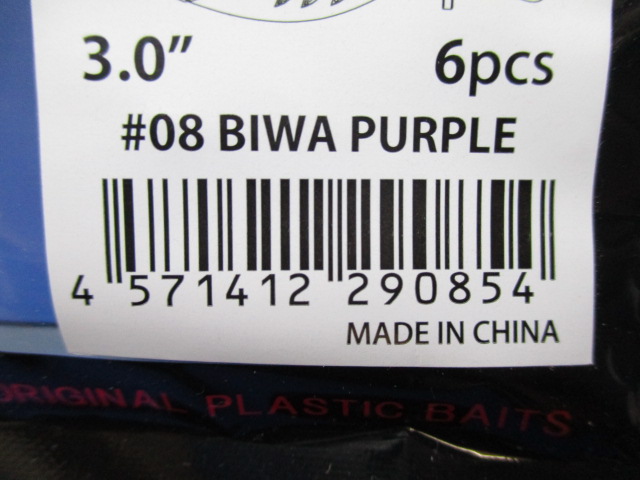 3.0” 6pcs
#08 BIWA PURPLE
4 571412 290854
MADE IN CHINA
ORIGINAL PLASTIC BAITS